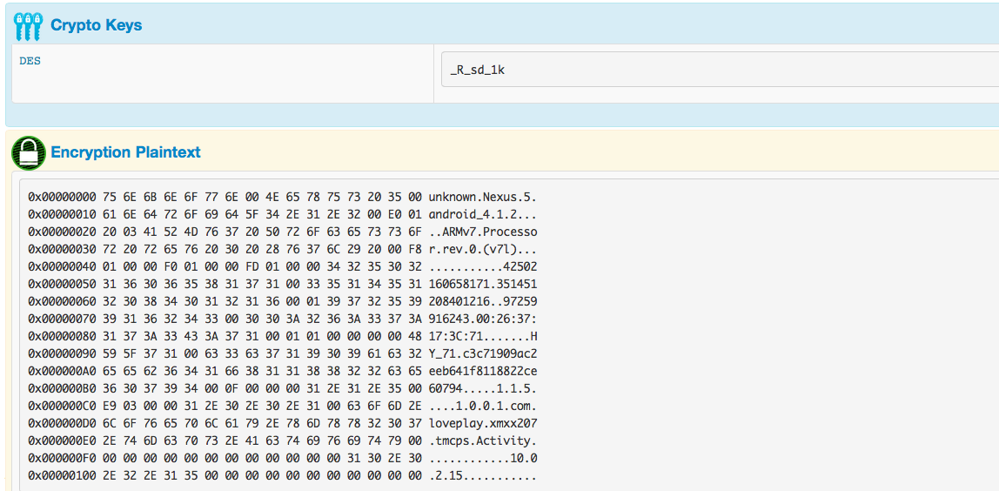 Crypto Keys
DES
_R_sd_1k
Encryption Plaintext
0x00000000 75 6E 6B 6E 6F 77 6E 00 4E 65 78 75 73 20 35 00 unknown.Nexus.5.
0x00000010 61 6E 64 72 6F 69 64 5F 34 2E 31 2E 32 00 E0 01 android_4.1.2...
0x00000020 20 03 41 52 4D 76 37 20 50 72 6F 63 65 73 73 6F ..ARMv7.Processo
0x00000030 72 20 72 65 76 20 30 20 28 76 37 6C 29 20 00 F8 r.rev.0.(v7l)...
0x00000040 01 00 00 F0 01 00 00 FD 01 00 00 34 32 35 30 32 ...........42502
0x00000050 31 36 30 36 35 38 31 37 31 00 33 35 31 34 35 31 160658171.351451
0x00000060 32 30 38 34 30 31 32 31 36 00 01 39 37 32 35 39 208401216..97259
0x00000070 39 31 36 32 34 33 00 30 30 3A 32 36 3A 33 37 3A 916243.00:26:37:
0x00000080 31 37 3A 33 43 3A 37 31 00 01 01 00 00 00 00 48 17:3C:71.......H
0x00000090 59 5F 37 31 00 63 33 63 37 31 39 30 39 61 63 32 Y_71.c3c71909ac2
0x000000A0 65 65 62 36 34 31 66 38 31 31 38 38 32 32 63 65 eeb641f8118822ce
0x000000B0 36 30 37 39 34 00 0F 00 00 00 31 2E 31 2E 35 00 60794.....1.1.5.
0x000000C0 E9 03 00 00 31 2E 30 2E 30 2E 31 00 63 6F 6D 2E ....1.0.0.1.com.
0x000000D0 6C 6F 76 65 70 6C 61 79 2E 78 6D 78 78 32 30 37 loveplay.xmxx207
0x000000E0 2E 74 6D 63 70 73 2E 41 63 74 69 76 69 74 79 00 .tmcps.Activity.
0x000000F0 00 00 00 00 00 00 00 00 00 00 00 00 31 30 2E 30 ............10.0
0x00000100 2E 32 2E 31 35 00 00 00 00 00 00 00 00 00 00 00 .2.15...........